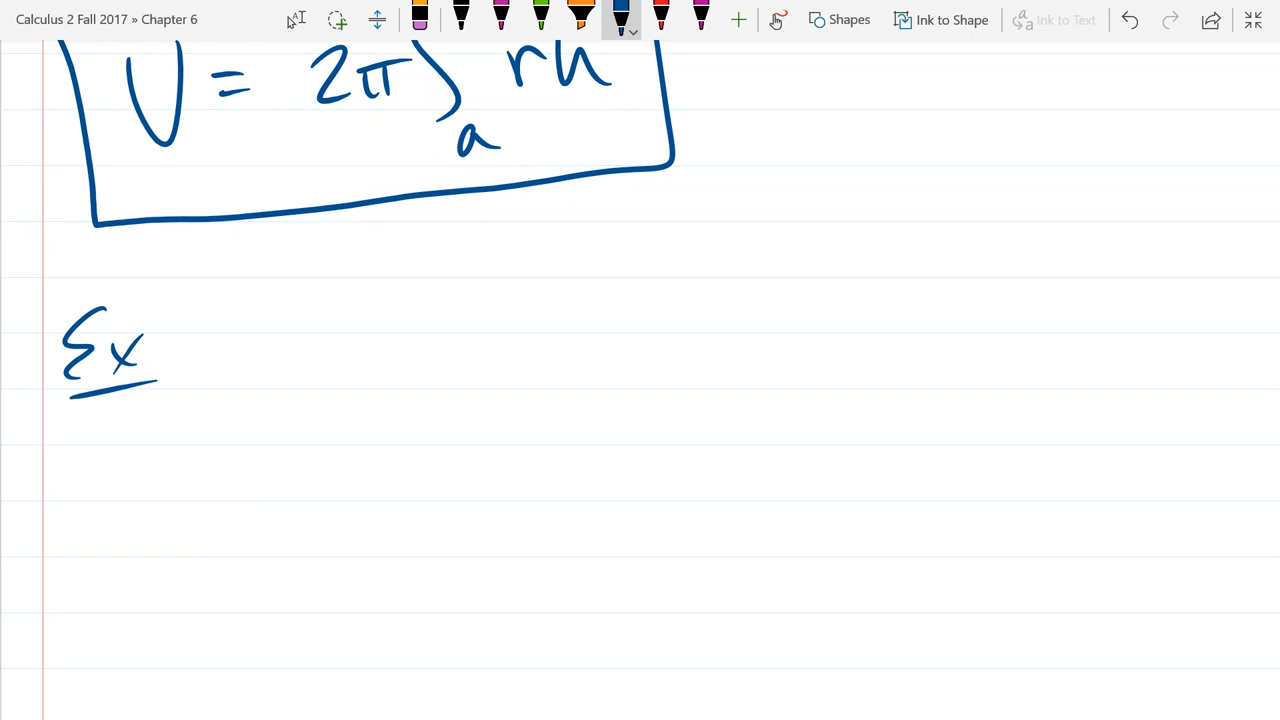 Calculus 2 Fall 2017 » Chapter 6
Shapes
Ink to Shape
Ink to Text
V = 2π ∫ rh
a
Ex